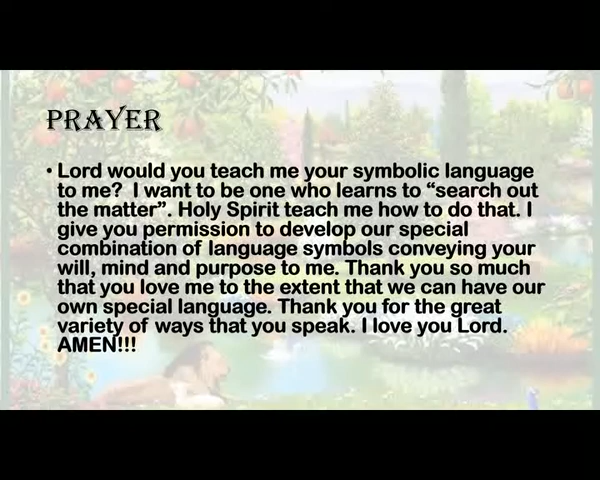 PRAYER
• Lord would you teach me your symbolic language
to me? I want to be one who learns to “search out
the matter”. Holy Spirit teach me how to do that. I
give you permission to develop our special
combination of language symbols conveying your
will, mind and purpose to me. Thank you so much
that you love me to the extent that we can have our
own special language. Thank you for the great
variety of ways that you speak. I love you Lord.
AMEN!!!